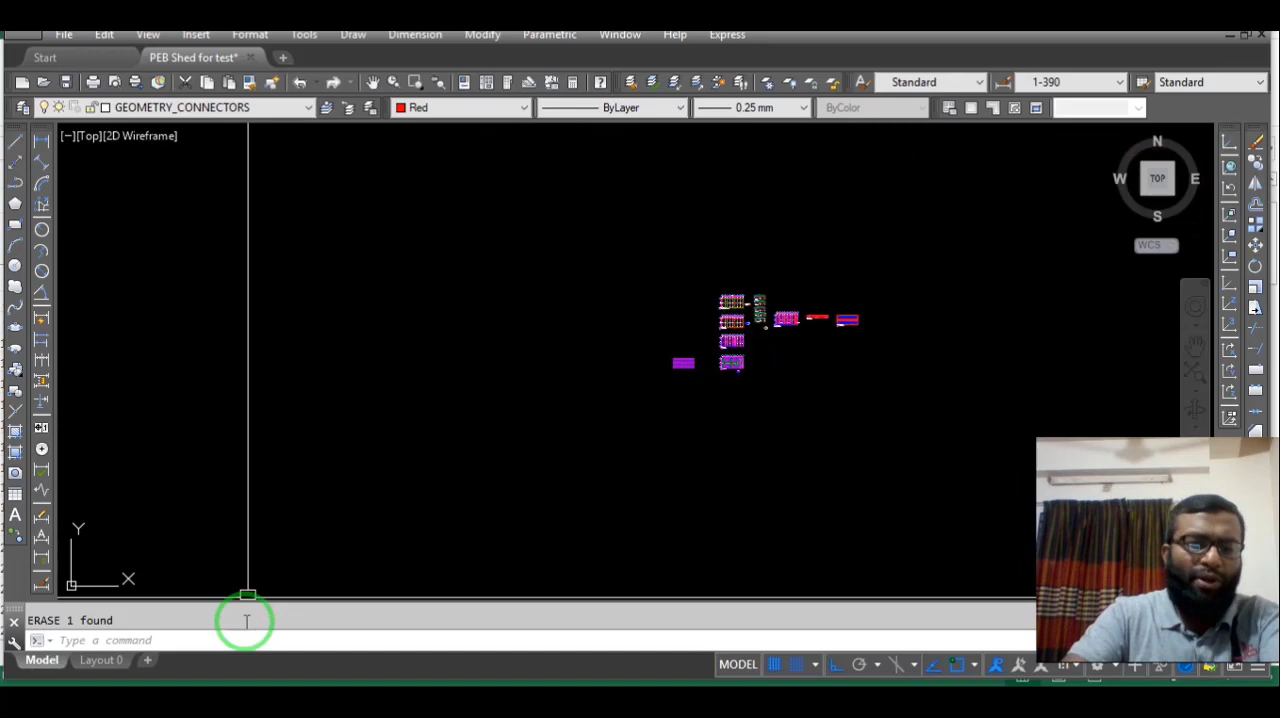 File Edit View Insert Format Tools Draw Dimension Modify Parametric Window Help Express
Start PEB Shed for test*
Standard 1-390 Standard
GEOMETRY_CONNECTORS Red ByLayer 0.25 mm ByColor
[−][Top][2D Wireframe]
N
W TOP E
S
WCS
Y
X
ERASE 1 found
Type a command
Model Layout 0
MODEL 1:1